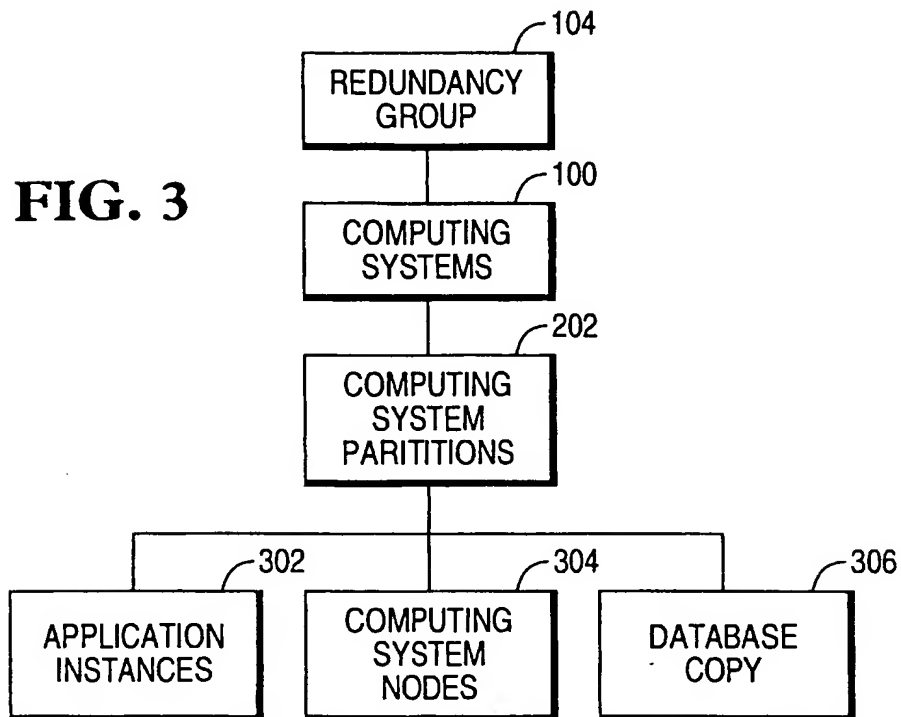 104
REDUNDANCY
GROUP
FIG. 3
100
COMPUTING
SYSTEMS
202
COMPUTING
SYSTEM
PARITITIONS
302
APPLICATION
INSTANCES
304
COMPUTING
SYSTEM
NODES
306
DATABASE
COPY